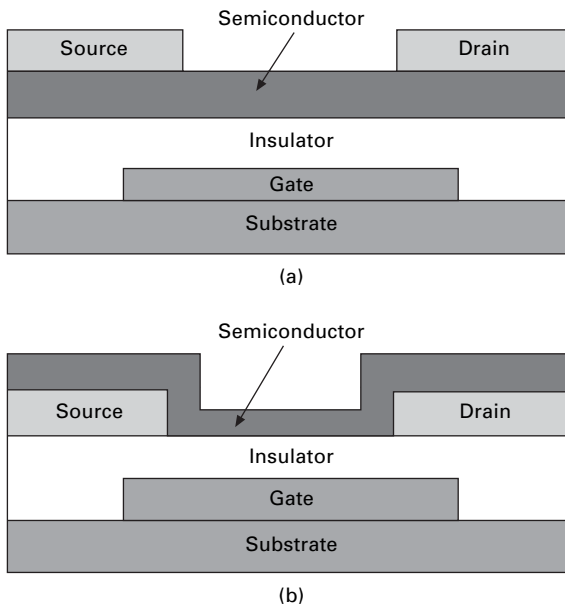 Semiconductor
Source
Drain
Insulator
Gate
Substrate
(a)
Semiconductor
Source
Drain
Insulator
Gate
Substrate
(b)